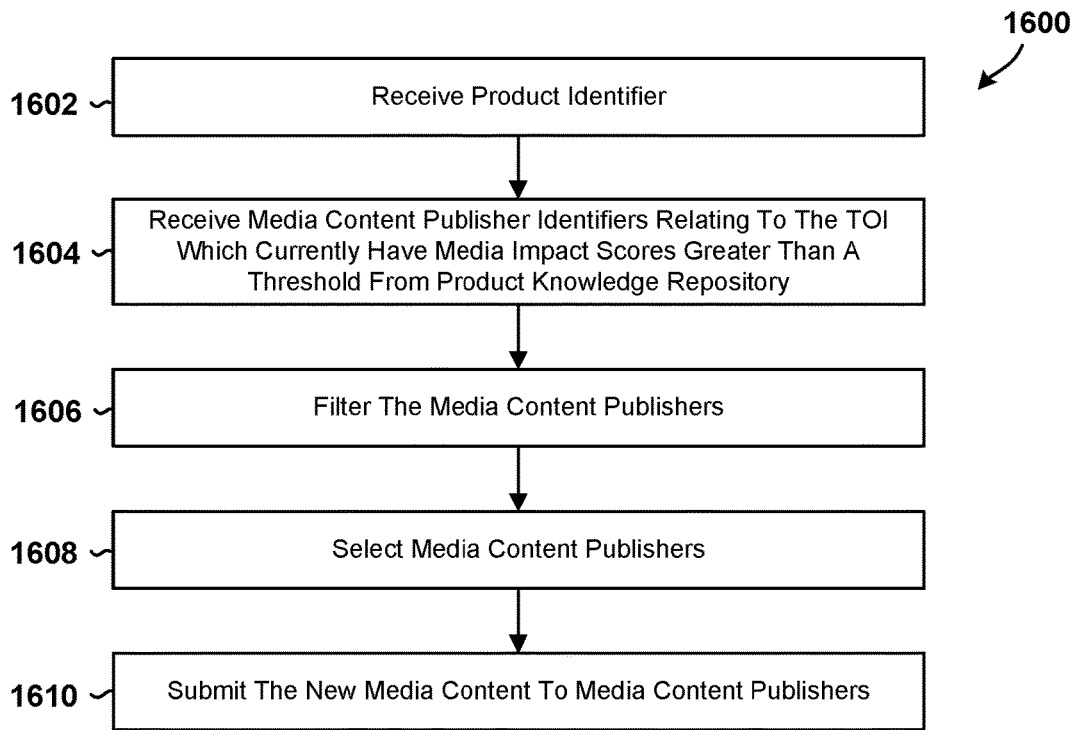 1600
1602
Receive Product Identifier
1604
Receive Media Content Publisher Identifiers Relating To The TOI
Which Currently Have Media Impact Scores Greater Than A
Threshold From Product Knowledge Repository
1606
Filter The Media Content Publishers
1608
Select Media Content Publishers
1610
Submit The New Media Content To Media Content Publishers